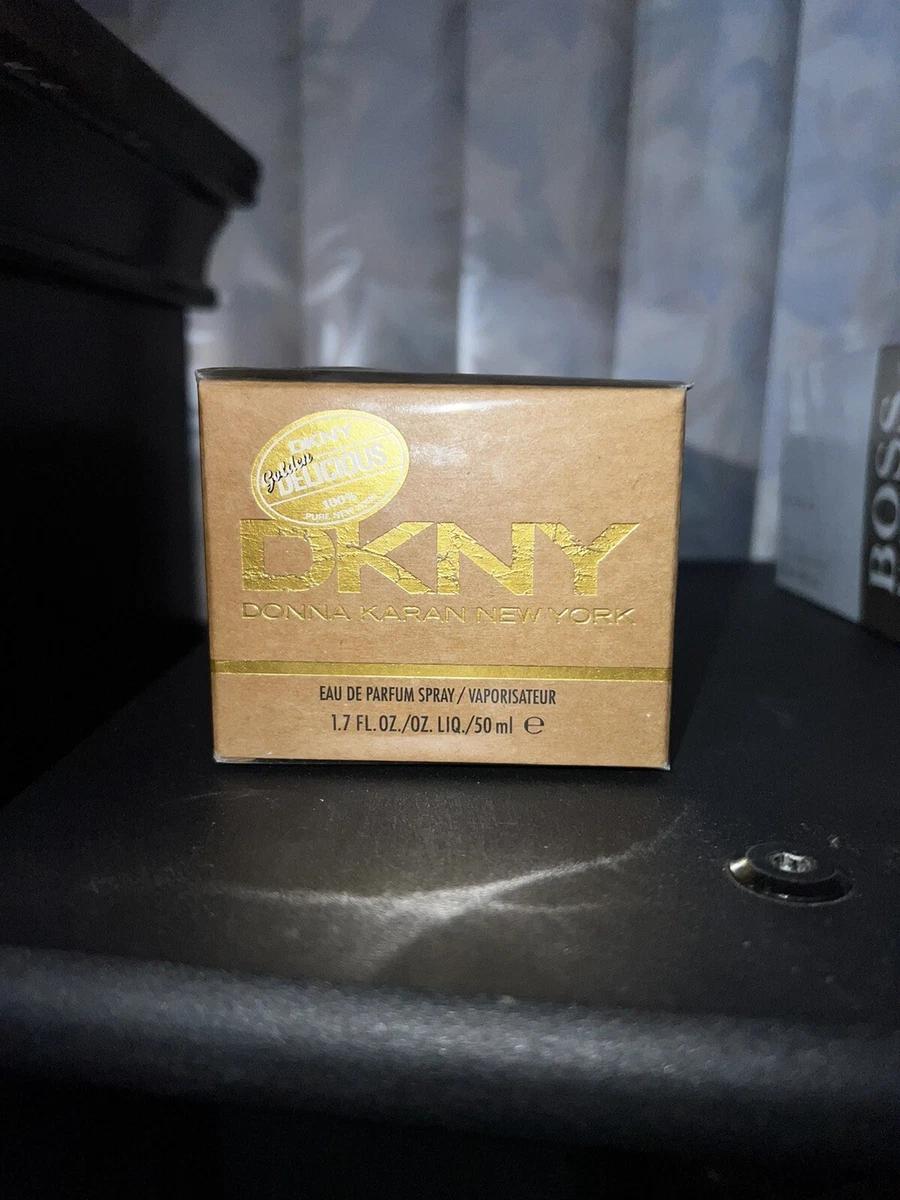 DKNY
Golden
DELICIOUS
100%
PURE NEW YORK
DKNY
DONNA KARAN NEW YORK
EAU DE PARFUM SPRAY / VAPORISATEUR
1.7 FL. OZ./OZ. LIQ./50 ml ℮
BOSS